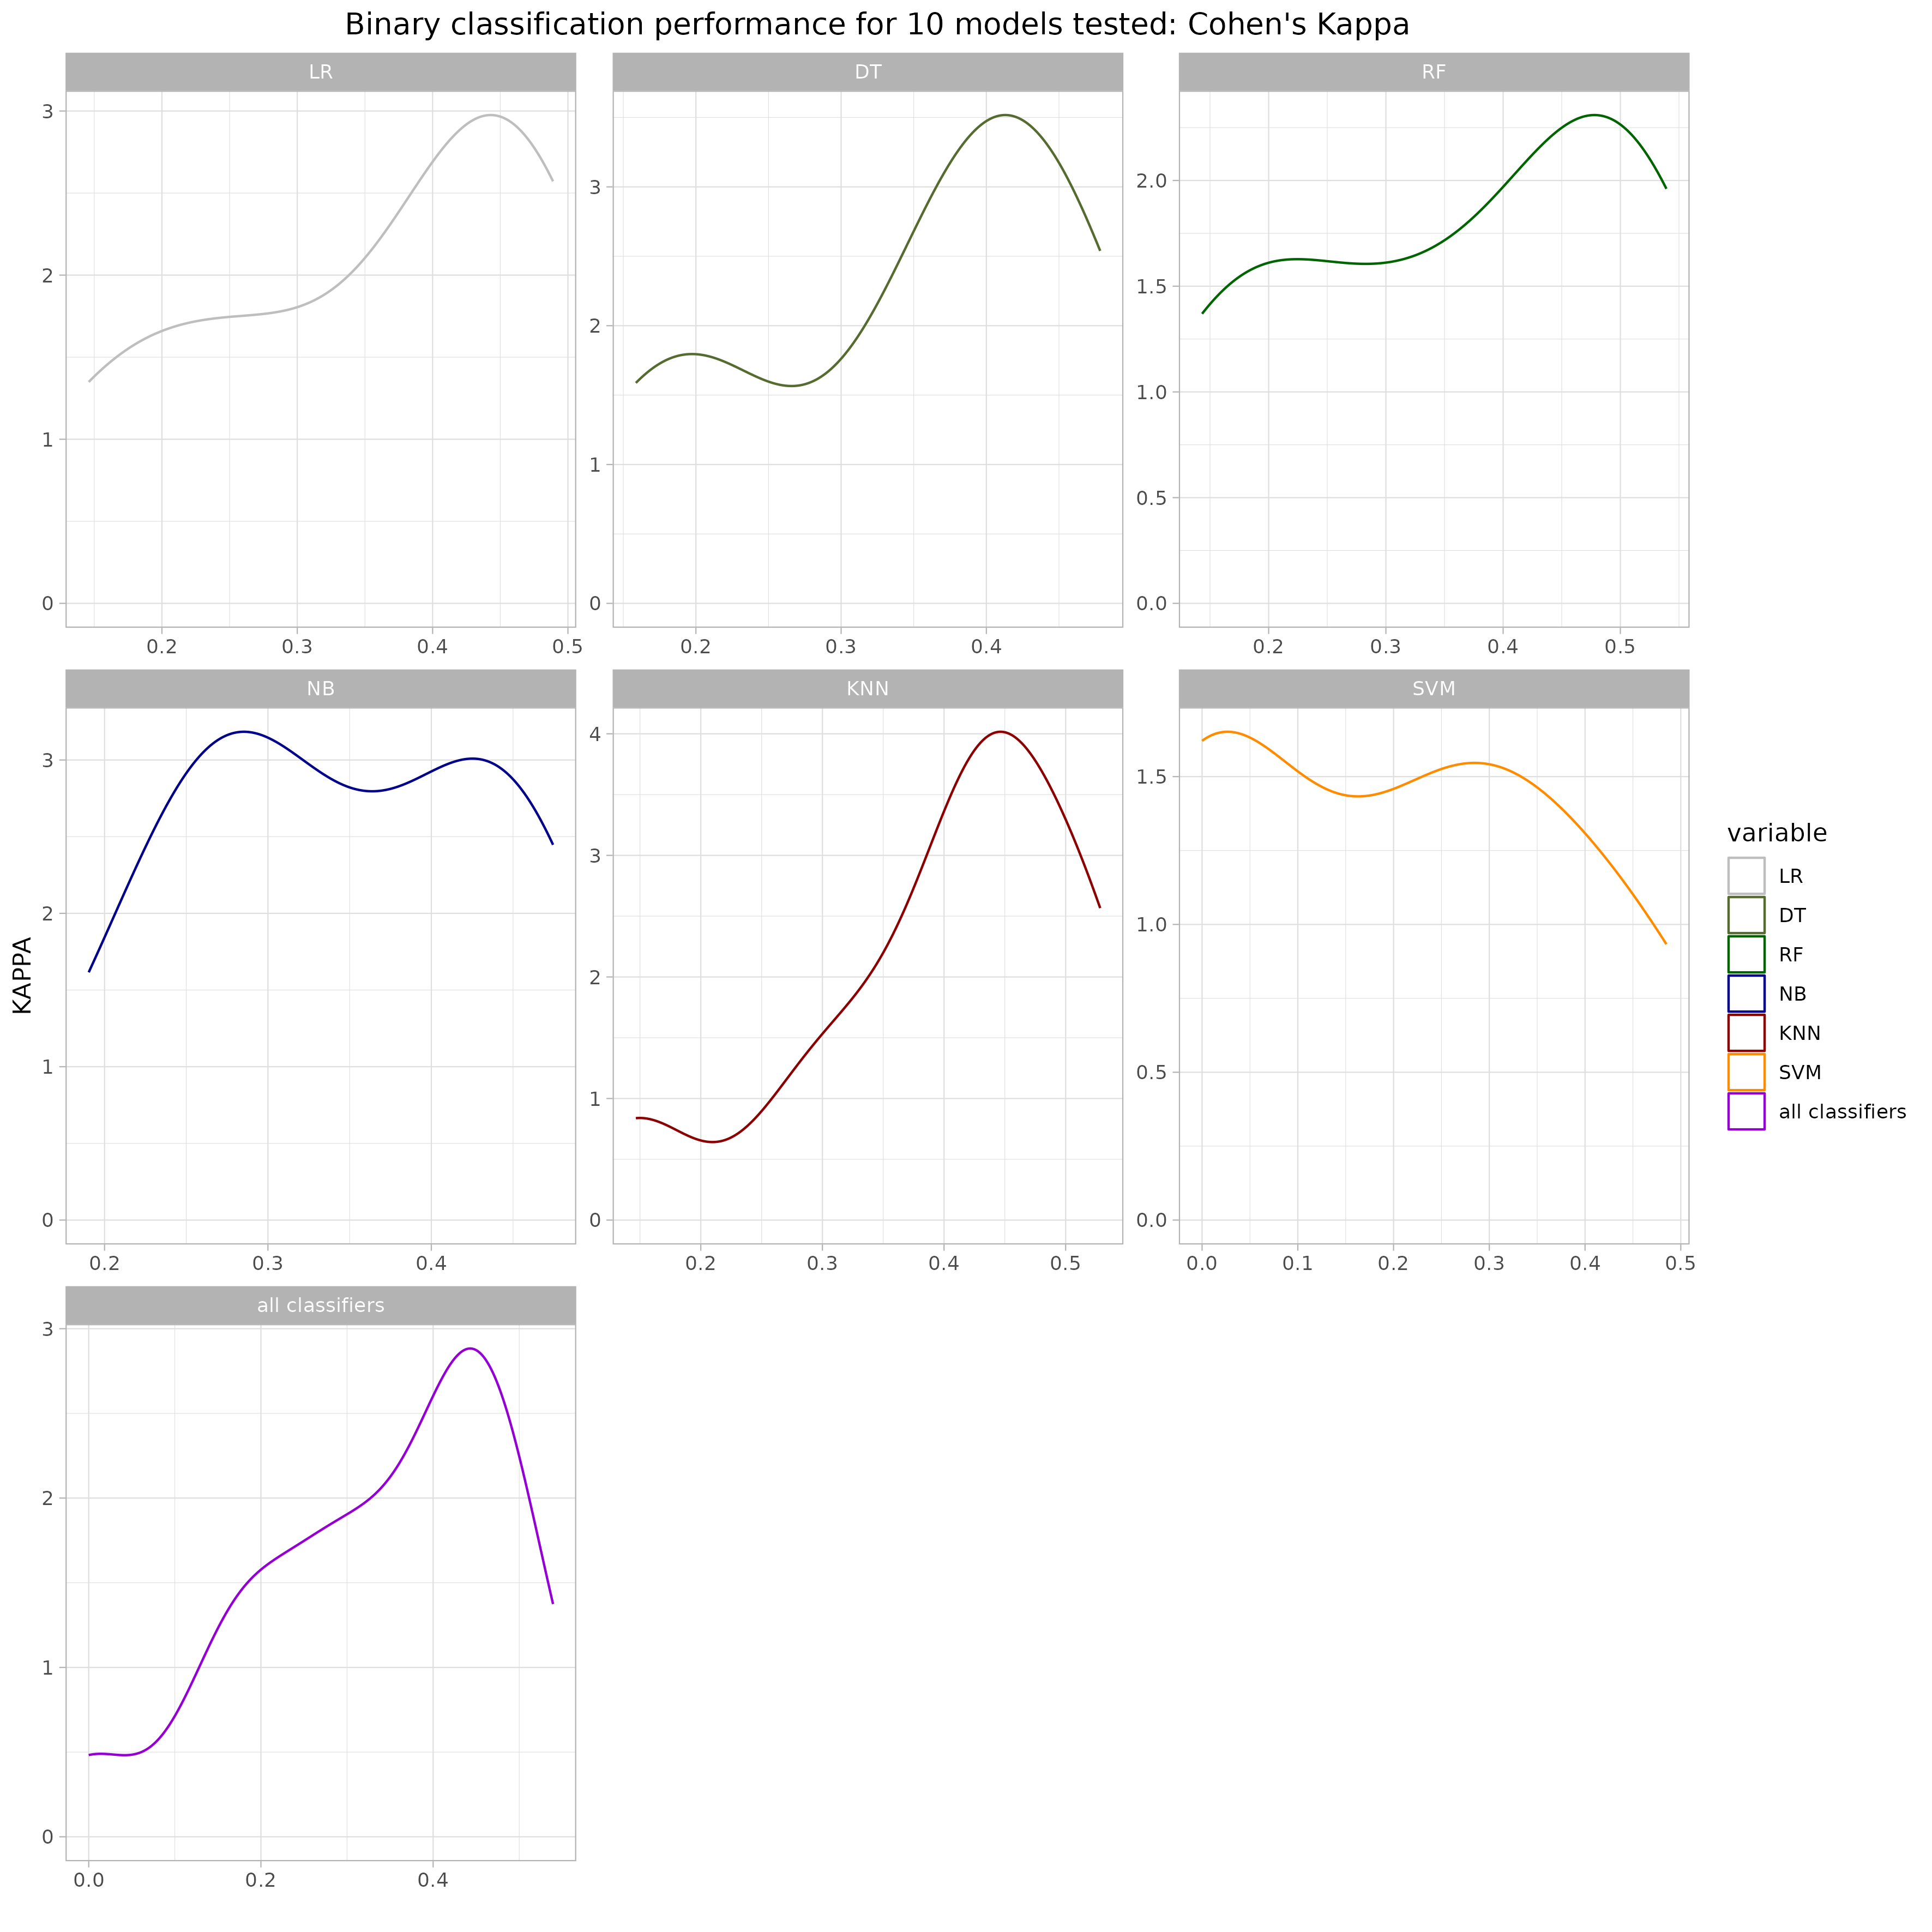 Binary classification performance for 10 models tested: Cohen's Kappa
LR
DT
RF
3
2
1
0
0.2 0.3 0.4 0.5
3
2
1
0
0.2 0.3 0.4
2.0
1.5
1.0
0.5
0.0
0.2 0.3 0.4 0.5
NB
KNN
SVM
KAPPA
3
2
1
0
0.2 0.3 0.4
4
3
2
1
0
0.2 0.3 0.4 0.5
1.5
1.0
0.5
0.0
0.0 0.1 0.2 0.3 0.4 0.5
all classifiers
3
2
1
0
0.0 0.2 0.4
variable
LR
DT
RF
NB
KNN
SVM
all classifiers